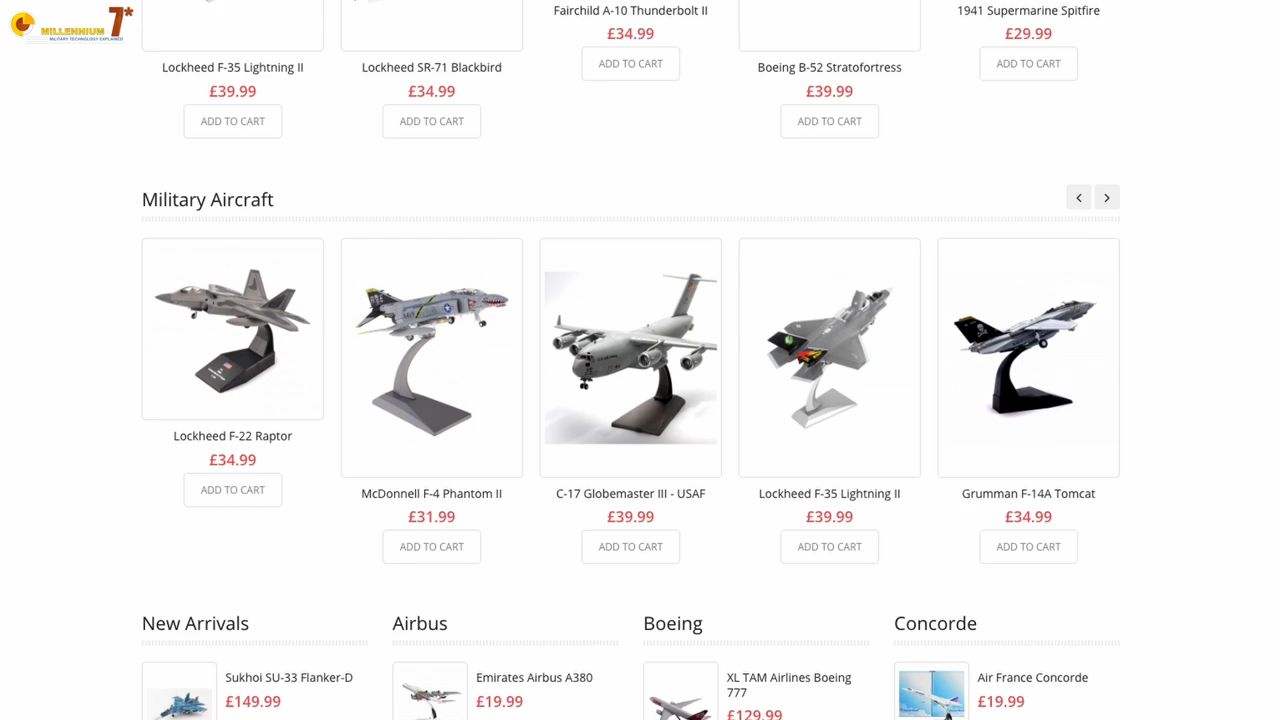 MILLENNIUM 7*
MILITARY TECHNOLOGY EXPLAINED
Fairchild A-10 Thunderbolt II
£34.99
ADD TO CART
1941 Supermarine Spitfire
£29.99
ADD TO CART
Lockheed F-35 Lightning II
£39.99
ADD TO CART
Lockheed SR-71 Blackbird
£34.99
ADD TO CART
Boeing B-52 Stratofortress
£39.99
ADD TO CART
Military Aircraft
Lockheed F-22 Raptor
£34.99
ADD TO CART
McDonnell F-4 Phantom II
£31.99
ADD TO CART
C-17 Globemaster III - USAF
£39.99
ADD TO CART
Lockheed F-35 Lightning II
£39.99
ADD TO CART
Grumman F-14A Tomcat
£34.99
ADD TO CART
New Arrivals
Sukhoi SU-33 Flanker-D
£149.99
Airbus
Emirates Airbus A380
£19.99
Boeing
XL TAM Airlines Boeing
777
£129.99
Concorde
Air France Concorde
£19.99